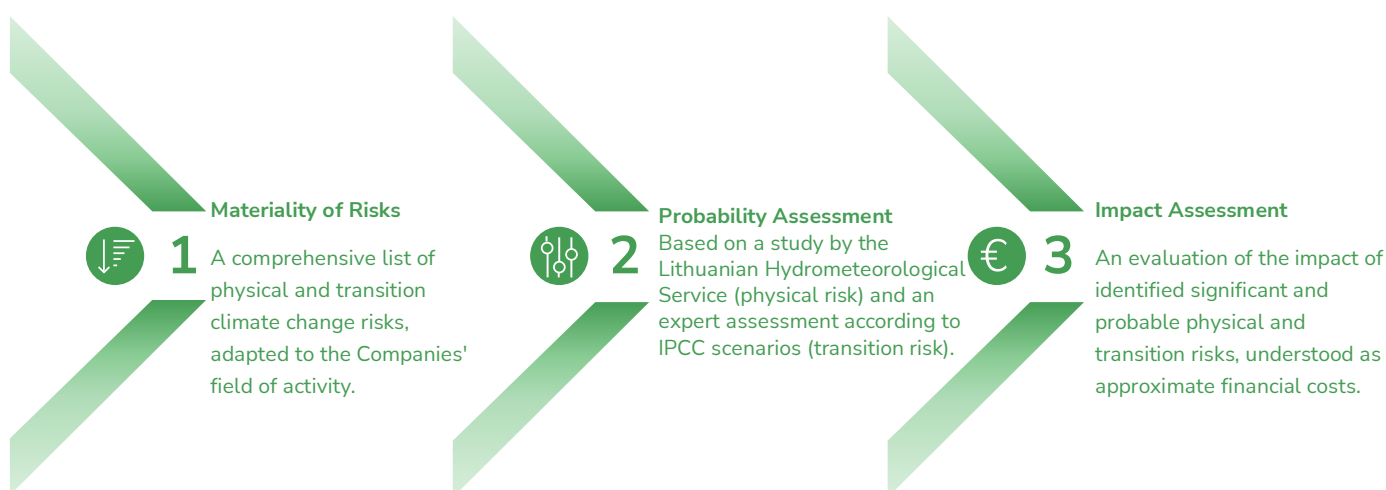 1
Materiality of Risks
A comprehensive list of
physical and transition
climate change risks,
adapted to the Companies'
field of activity.
2
Probability Assessment
Based on a study by the
Lithuanian Hydrometeorological
Service (physical risk) and an
expert assessment according to
IPCC scenarios (transition risk).
€
3
Impact Assessment
An evaluation of the impact of
identified significant and
probable physical and
transition risks, understood as
approximate financial costs.